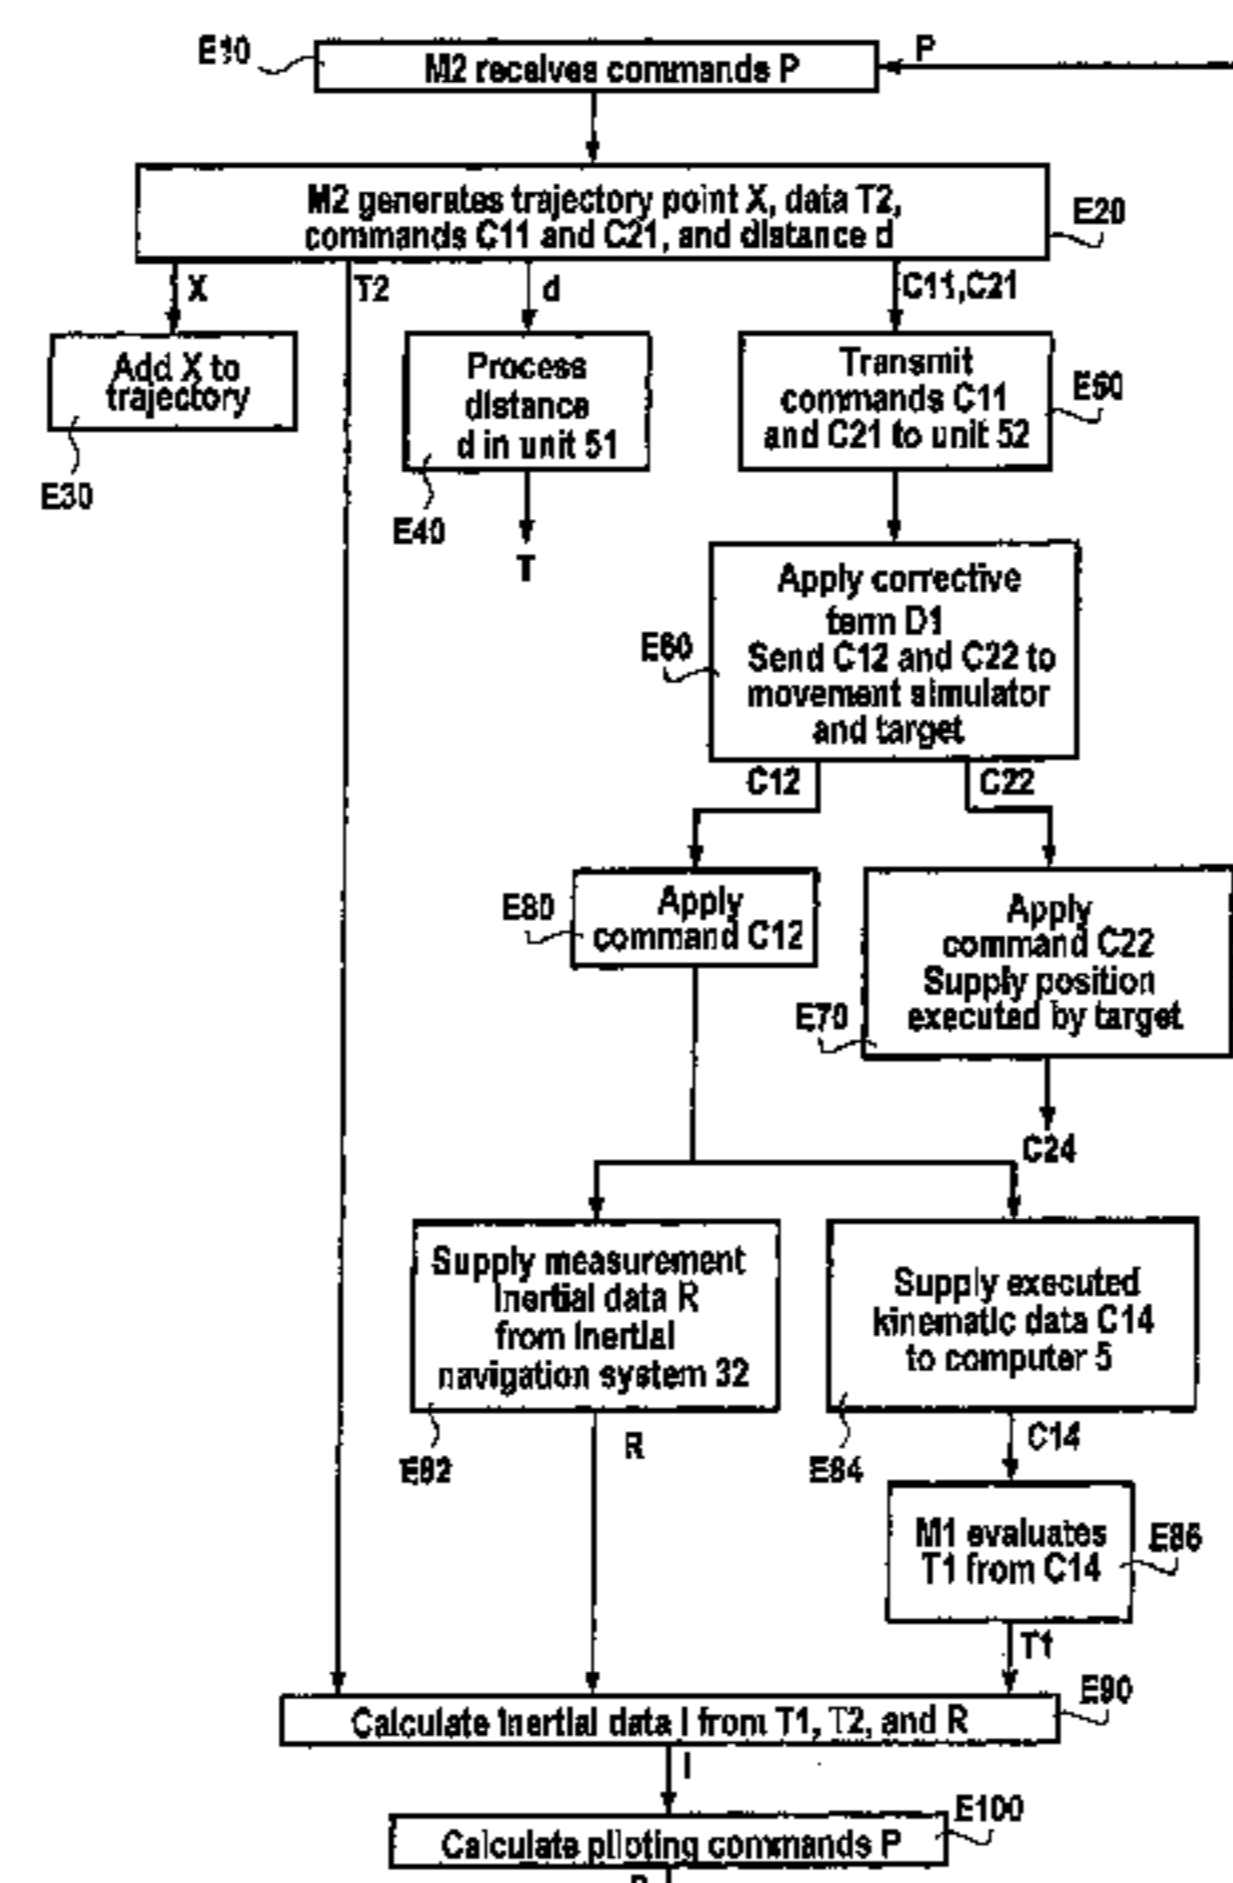 E10
M2 receives commands P
P
M2 generates trajectory point X, data T2,
commands C11 and C21, and distance d
E20
X
T2
d
C11,C21
Add X to
trajectory
E30
Process
distance
d in unit 51
E40
T
Transmit
commands C11
and C21 to unit 52
E50
Apply corrective
term D1
Send C12 and C22 to
movement simulator
and target
E60
C12
C22
E80
Apply
command C12
Apply
command C22
Supply position
executed by target
E70
C24
Supply measurement
Inertial data R
from Inertial
navigation system 32
E82
R
Supply executed
kinematic data C14
to computer 5
E84
C14
M1 evaluates
T1 from C14
E86
T1
Calculate Inertial data I from T1, T2, and R
E90
I
Calculate piloting commands P
E100